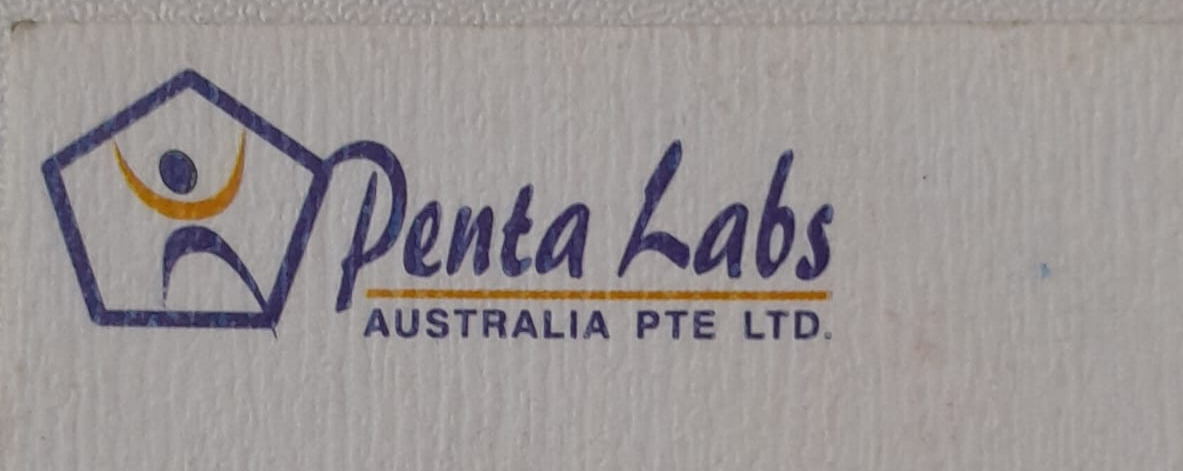 Penta Labs
AUSTRALIA PTE LTD.